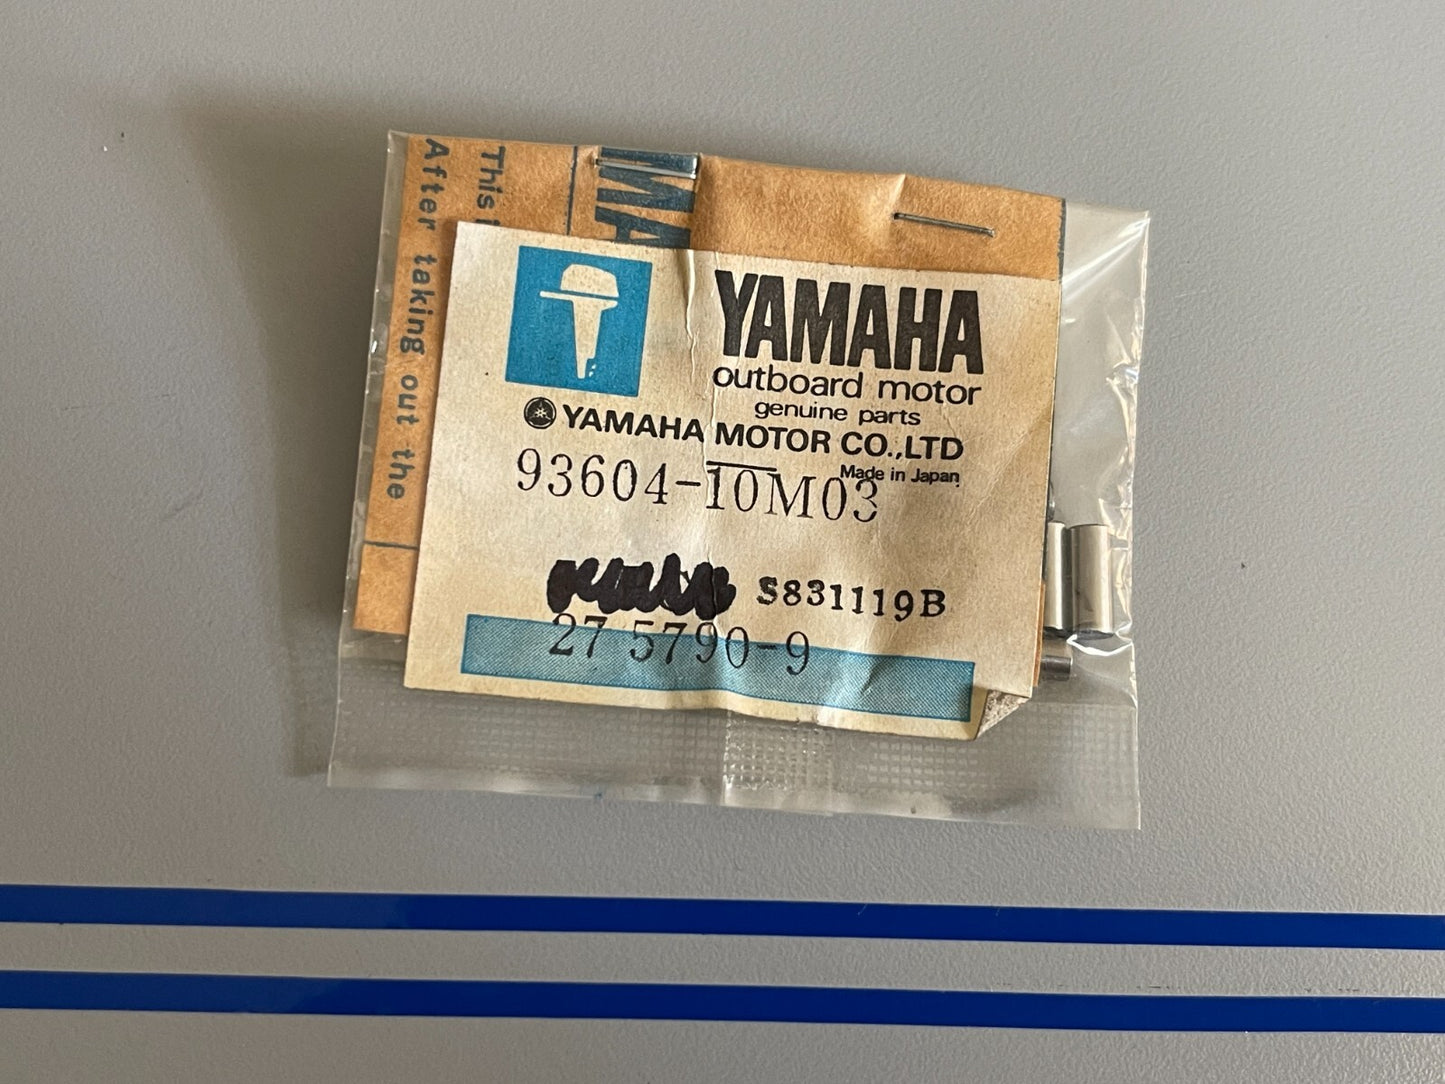 This i
After taking out the
MA
YAMAHA
outboard motor
genuine parts
YAMAHA MOTOR CO.,LTD
Made in Japan
93604-10M03
S831119B
27 5790-9